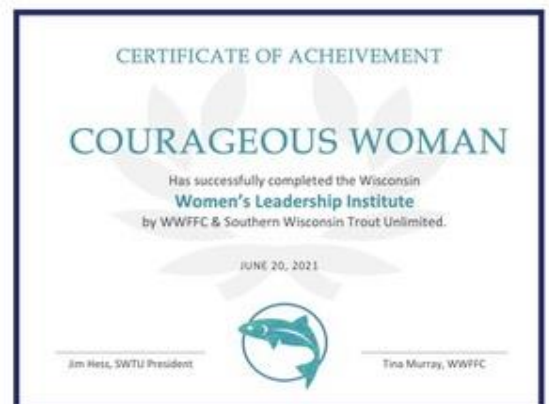 CERTIFICATE OF ACHEIVEMENT
COURAGEOUS WOMAN
Has successfully completed the Wisconsin
Women's Leadership Institute
by WWFFC & Southern Wisconsin Trout Unlimited.
JUNE 20, 2021
Jim Hess, SWTU President
Tina Murray, WWFFC